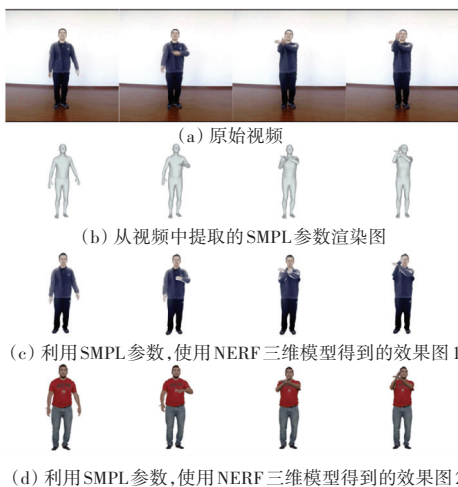 (a)原始视频
(b)从视频中提取的SMPL参数渲染图
(c)利用SMPL参数,使用NERF三维模型得到的效果图1
(d)利用SMPL参数,使用NERF三维模型得到的效果图2